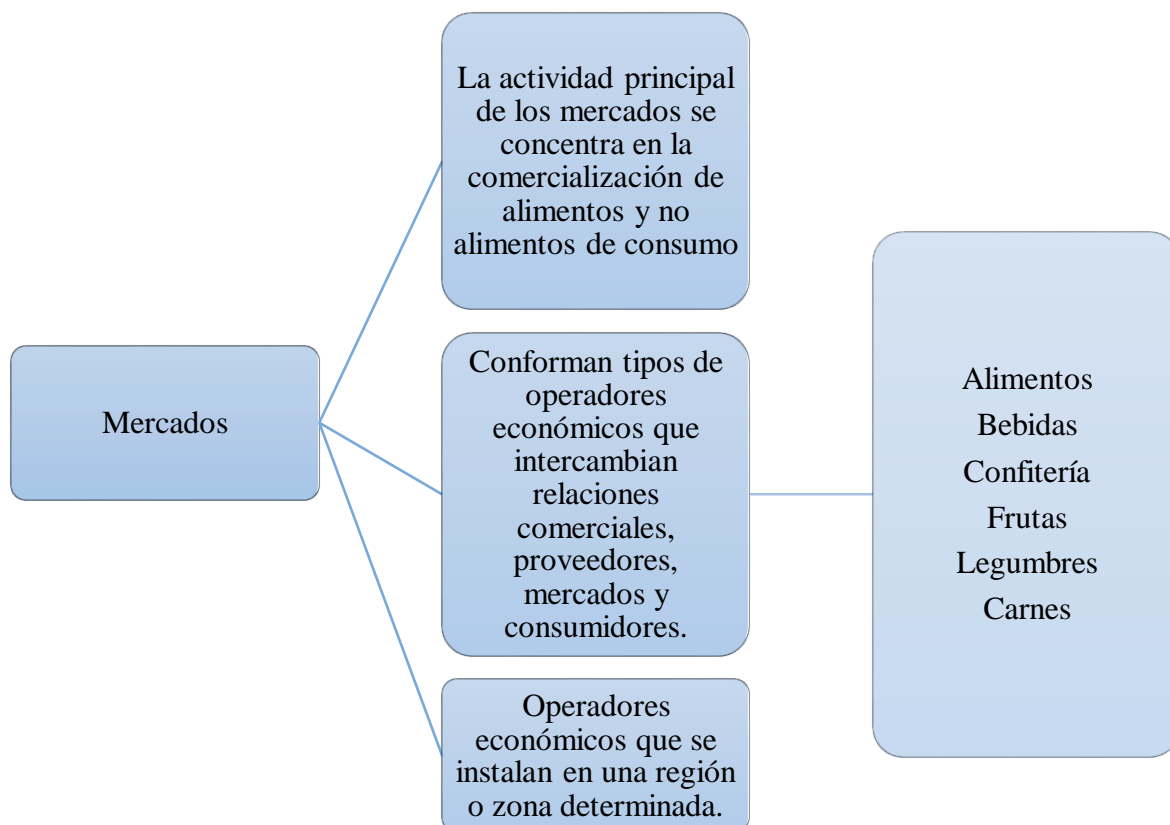 Mercados
La actividad principal
de los mercados se
concentra en la
comercialización de
alimentos y no
alimentos de consumo
Conforman tipos de
operadores
económicos que
intercambian
relaciones
comerciales,
proveedores,
mercados y
consumidores.
Operadores
económicos que se
instalan en una región
o zona determinada.
Alimentos
Bebidas
Confitería
Frutas
Legumbres
Carnes